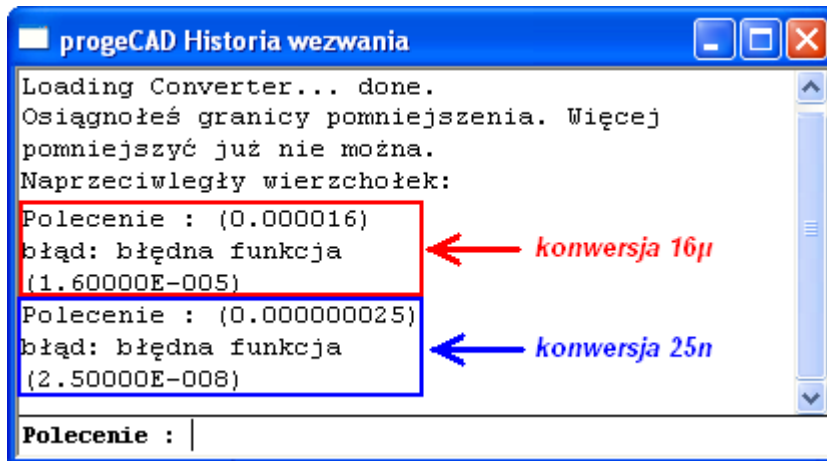 progeCAD Historia wezwania
Loading Converter... done.
Osiągnołeś granicy pomniejszenia. Więcej
pomniejszyć już nie można.
Naprzeciwległy wierzchołek:
Polecenie : (0.000016)
błąd: błędna funkcja
(1.60000E-005)
konwersja 16µ
Polecenie : (0.000000025)
błąd: błędna funkcja
(2.50000E-008)
konwersja 25n
Polecenie :